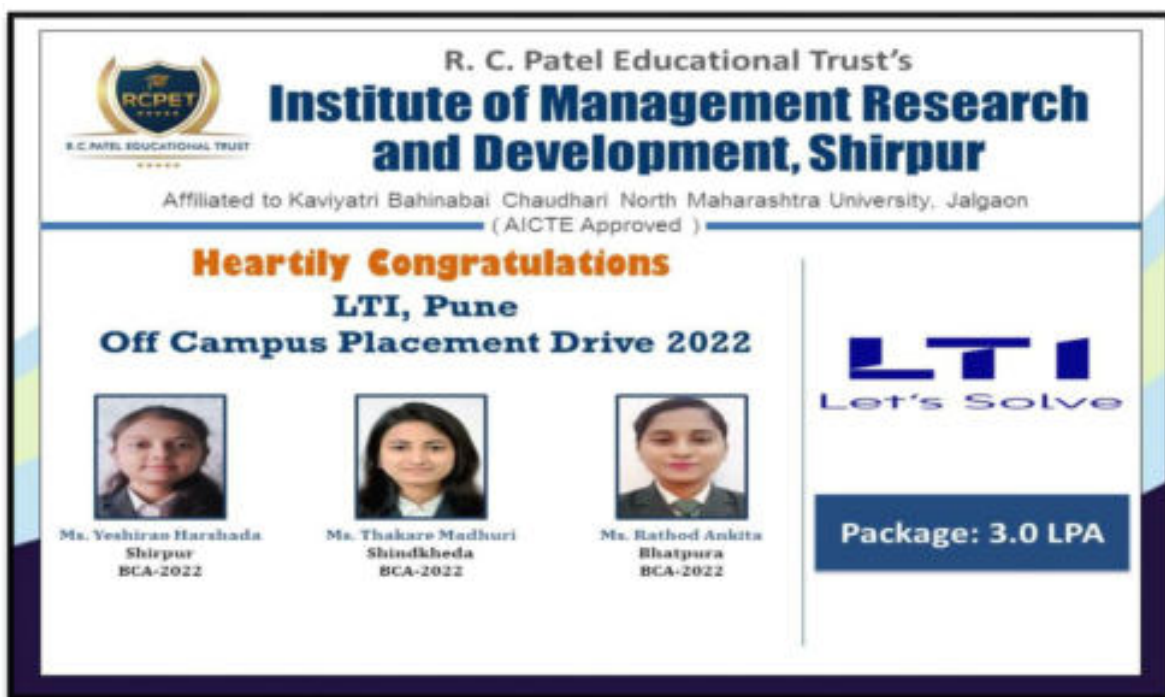 R. C. Patel Educational Trust's
Institute of Management Research
and Development, Shirpur
RCPET
R.C.PATEL EDUCATIONAL TRUST
Affiliated to Kaviyatri Bahinabai Chaudhari North Maharashtra University, Jalgaon
( AICTE Approved )
Heartily Congratulations
LTI, Pune
Off Campus Placement Drive 2022
LTI
Let's Solve
Ms. Yeshirao Harshada
Shirpur
BCA-2022
Ms. Thakare Madhuri
Shindkheda
BCA-2022
Ms. Rathod Ankita
Bhatpura
BCA-2022
Package: 3.0 LPA